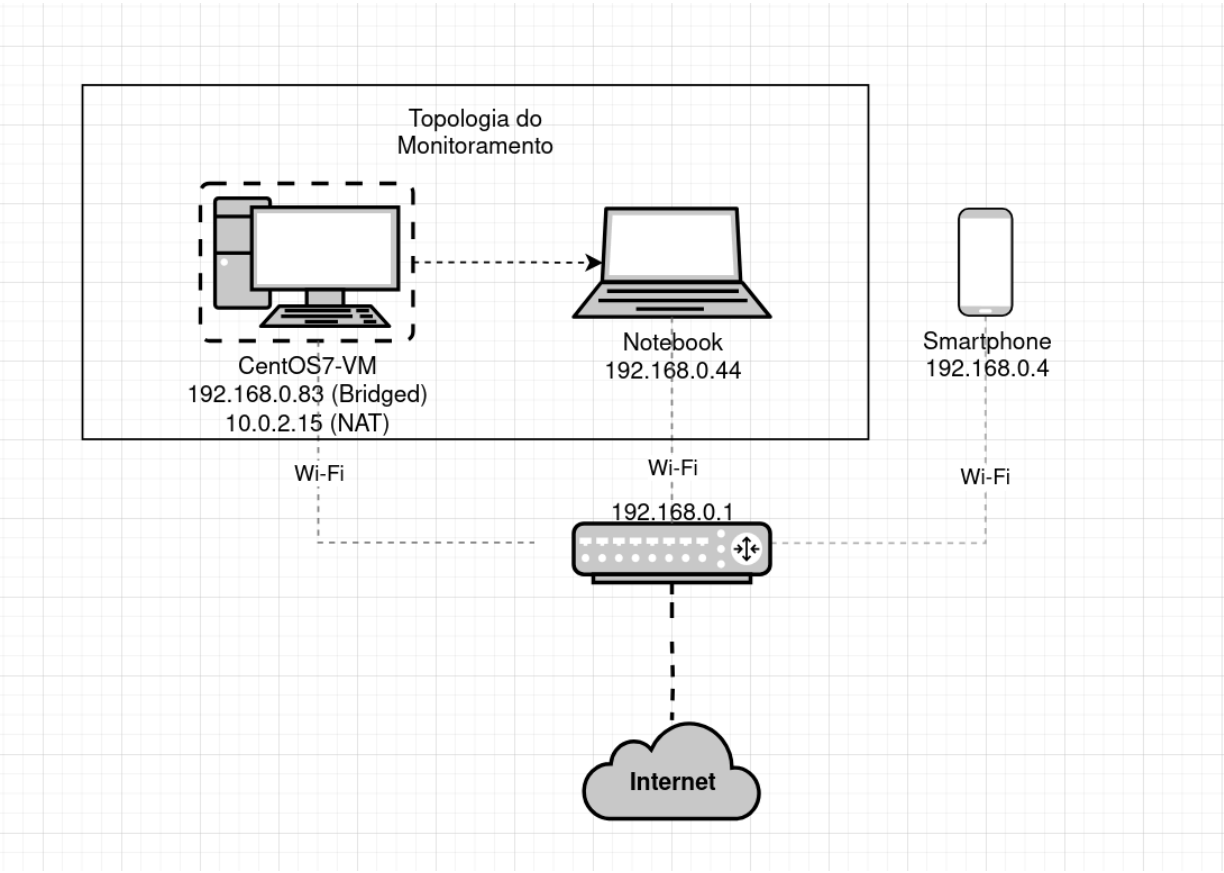 Topologia do
Monitoramento
CentOS7-VM
192.168.0.83 (Bridged)
10.0.2.15 (NAT)
Notebook
192.168.0.44
Smartphone
192.168.0.4
Wi-Fi
Wi-Fi
Wi-Fi
192.168.0.1
Internet